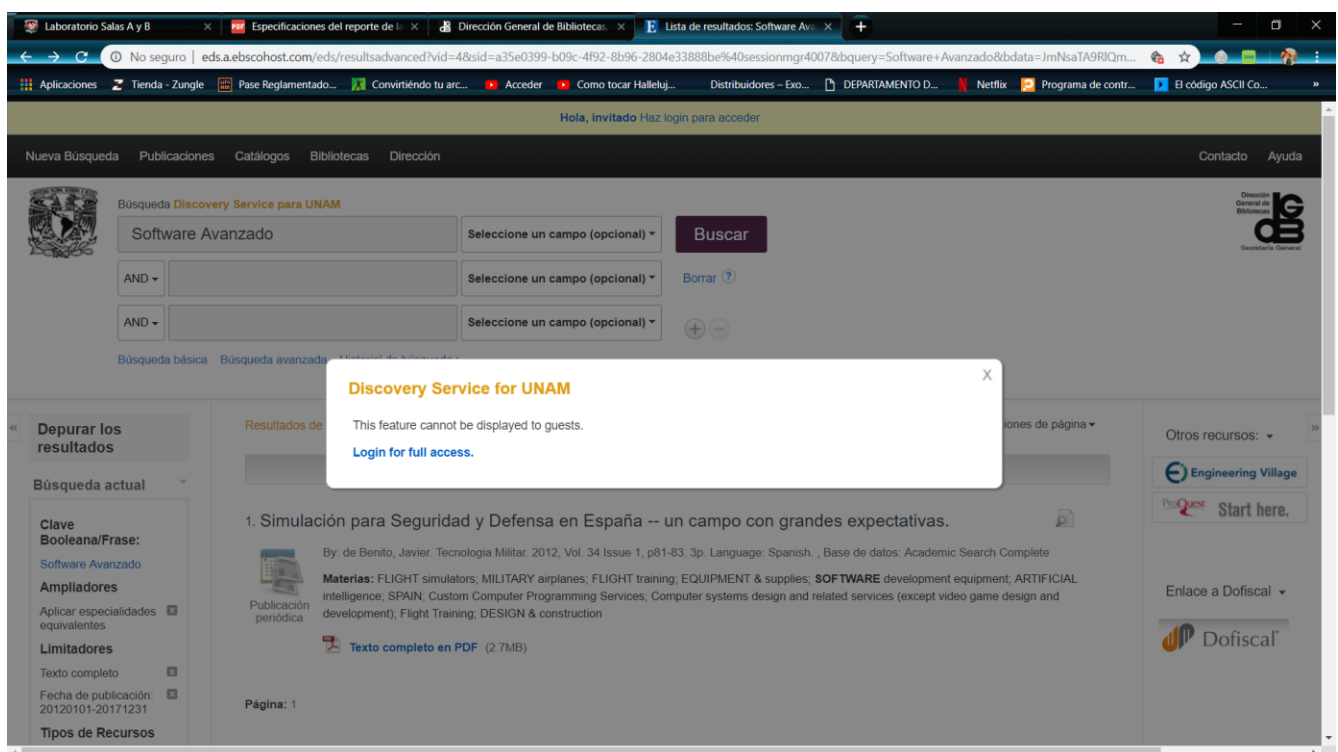 Laboratorio Salas A y B
Especificaciones del reporte de la
Dirección General de Bibliotecas,
Lista de resultados: Software Ava
No seguro | eds.a.ebscohost.com/eds/resultsadvanced?vid=4&sid=a35e0399-b09c-4f92-8b96-2804e33888be%40sessionmgr4007&bquery=Software+Avanzado&bdata=JmNsaTA9RlQm...
Aplicaciones Tienda - Zungle Pase Reglamentado... Convirtiéndo tu arc... Acceder Como tocar Halleluj... Distribuidores – Exo... DEPARTAMENTO D... Netflix Programa de contr... El código ASCII Co... »
Hola, invitado Haz login para acceder
Nueva Búsqueda Publicaciones Catálogos Bibliotecas Dirección Contacto Ayuda
Búsqueda Discovery Service para UNAM
Software Avanzado Seleccione un campo (opcional) Buscar
AND Seleccione un campo (opcional) Borrar ?
AND Seleccione un campo (opcional)
Búsqueda básica Búsqueda avanzada Historial de búsqueda
Dirección
General de
Bibliotecas
DGB
Secretaría General
Discovery Service for UNAM X
This feature cannot be displayed to guests.
Login for full access.
«
Depurar los
resultados
Búsqueda actual
Clave
Booleana/Frase:
Software Avanzado
Ampliadores
Aplicar especialidades
equivalentes
Limitadores
Texto completo
Fecha de publicación:
20120101-20171231
Tipos de Recursos
Resultados de
iones de página
1. Simulación para Seguridad y Defensa en España -- un campo con grandes expectativas.
Publicación
periódica
By: de Benito, Javier. Tecnologia Militar. 2012, Vol. 34 Issue 1, p81-83. 3p. Language: Spanish. , Base de datos: Academic Search Complete
Materias: FLIGHT simulators; MILITARY airplanes; FLIGHT training; EQUIPMENT & supplies; SOFTWARE development equipment; ARTIFICIAL
intelligence; SPAIN; Custom Computer Programming Services; Computer systems design and related services (except video game design and
development); Flight Training; DESIGN & construction
Texto completo en PDF (2.7MB)
Página: 1
Otros recursos: »
Engineering Village
ProQuest Start here.
Enlace a Dofiscal
Dofiscal